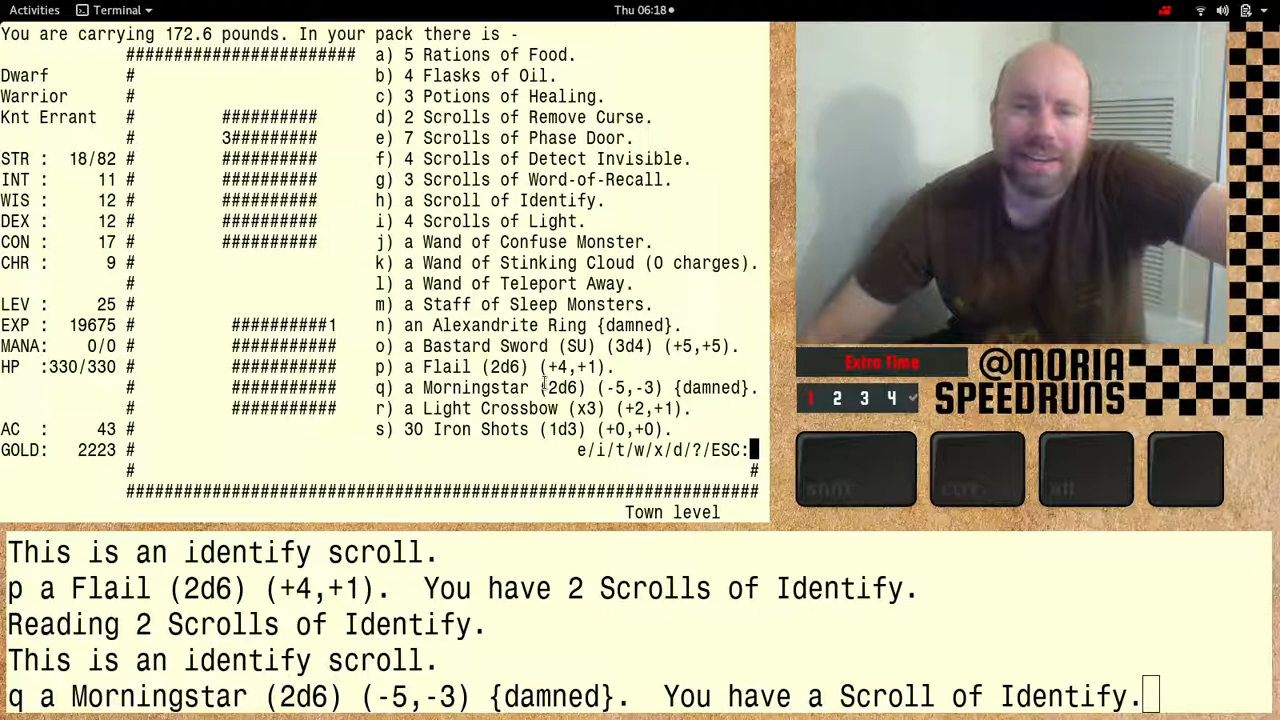 Activities Terminal Thu 06:18
You are carrying 172.6 pounds. In your pack there is -
######################## a) 5 Rations of Food.
Dwarf # b) 4 Flasks of Oil.
Warrior # c) 3 Potions of Healing.
Knt Errant # ########## d) 2 Scrolls of Remove Curse.
# 3######### e) 7 Scrolls of Phase Door.
STR : 18/82 # ########## f) 4 Scrolls of Detect Invisible.
INT : 11 # ########## g) 3 Scrolls of Word-of-Recall.
WIS : 12 # ########## h) a Scroll of Identify.
DEX : 12 # ########## i) 4 Scrolls of Light.
CON : 17 # ########## j) a Wand of Confuse Monster.
CHR : 9 # k) a Wand of Stinking Cloud (0 charges).
# l) a Wand of Teleport Away.
LEV : 25 # m) a Staff of Sleep Monsters.
EXP : 19675 # ##########1 n) an Alexandrite Ring {damned}.
MANA: 0/0 # ########### o) a Bastard Sword (SU) (3d4) (+5,+5).
HP :330/330 # ########### p) a Flail (2d6) (+4,+1).
# ########### q) a Morningstar (2d6) (-5,-3) {damned}.
# ########### r) a Light Crossbow (x3) (+2,+1).
AC : 43 # s) 30 Iron Shots (1d3) (+0,+0).
GOLD: 2223 # e/i/t/w/x/d/?/ESC:
# #
##################################################################
Town level
Extra Time
1 2 3 4
@MORIA
SPEEDRUNS
shift ctrl alt
This is an identify scroll.
p a Flail (2d6) (+4,+1). You have 2 Scrolls of Identify.
Reading 2 Scrolls of Identify.
This is an identify scroll.
q a Morningstar (2d6) (-5,-3) {damned}. You have a Scroll of Identify.